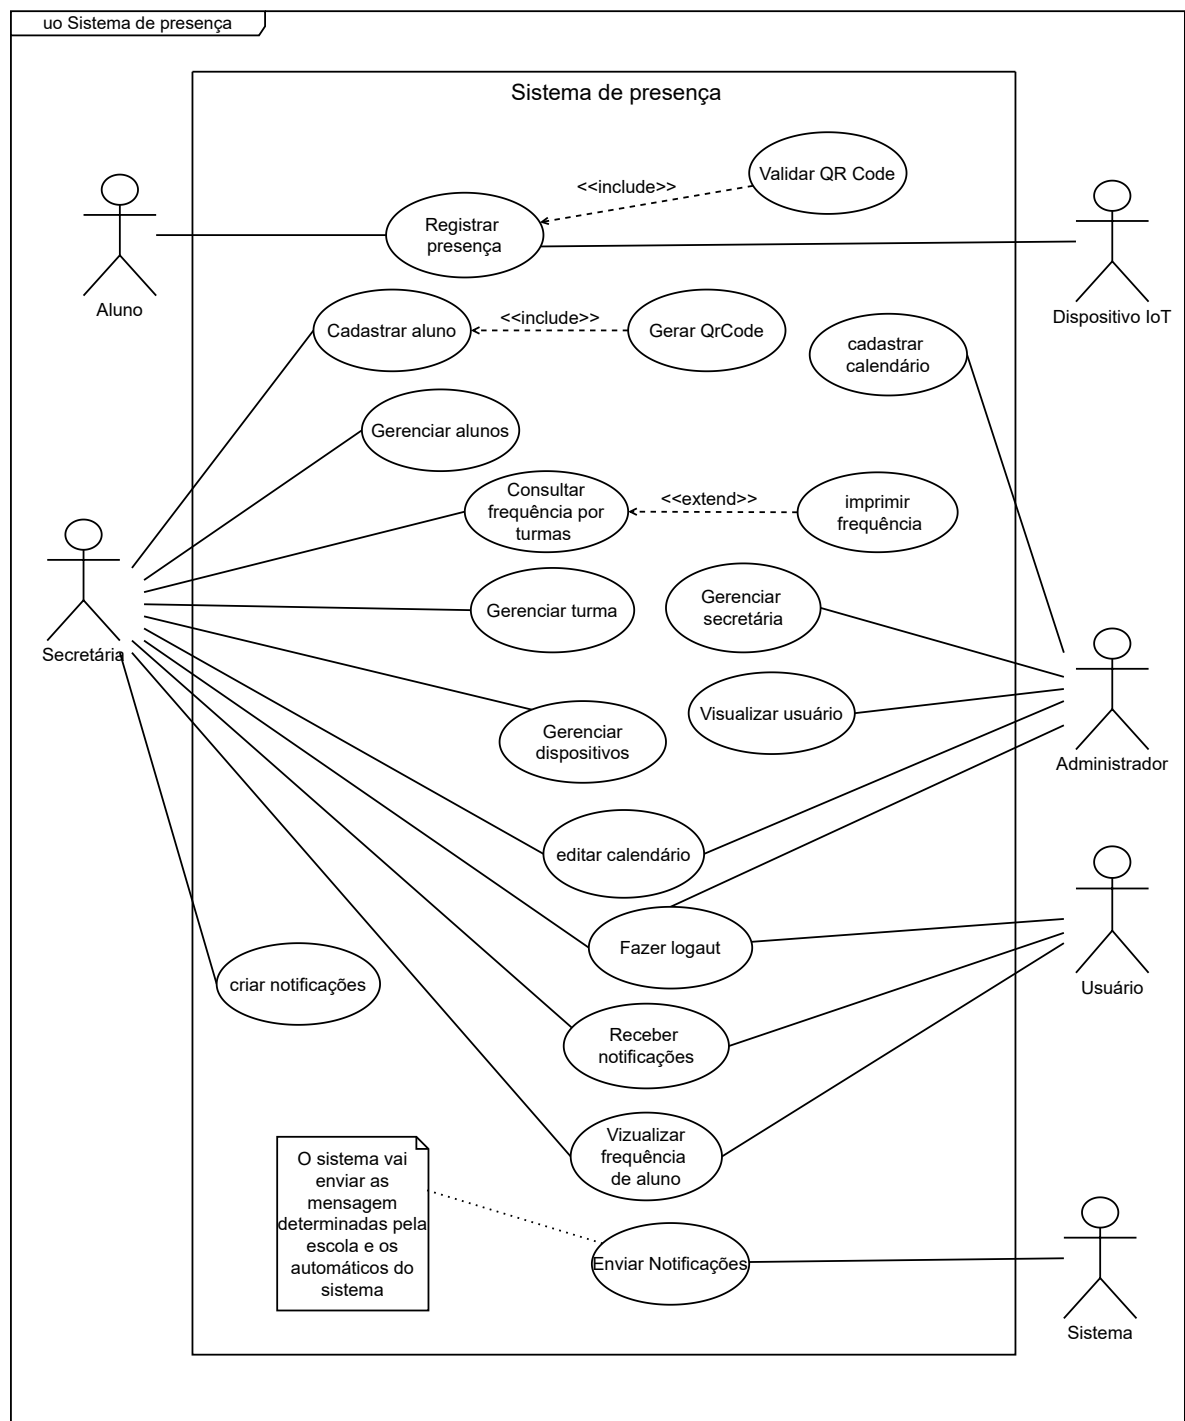 uo Sistema de presença
Sistema de presença
Validar QR Code
<<include>>
Registrar
presença
Aluno
Dispositivo IoT
Cadastrar aluno
<<include>>
Gerar QrCode
cadastrar
calendário
Gerenciar alunos
Consultar
frequência por
turmas
<<extend>>
imprimir
frequência
Gerenciar turma
Gerenciar
secretária
Secretária
Visualizar usuário
Gerenciar
dispositivos
Administrador
editar calendário
Fazer logaut
criar notificações
Usuário
Receber
notificações
Vizualizar
frequência
de aluno
O sistema vai
enviar as
mensagem
determinadas pela
escola e os
automáticos do
sistema
Enviar Notificações
Sistema